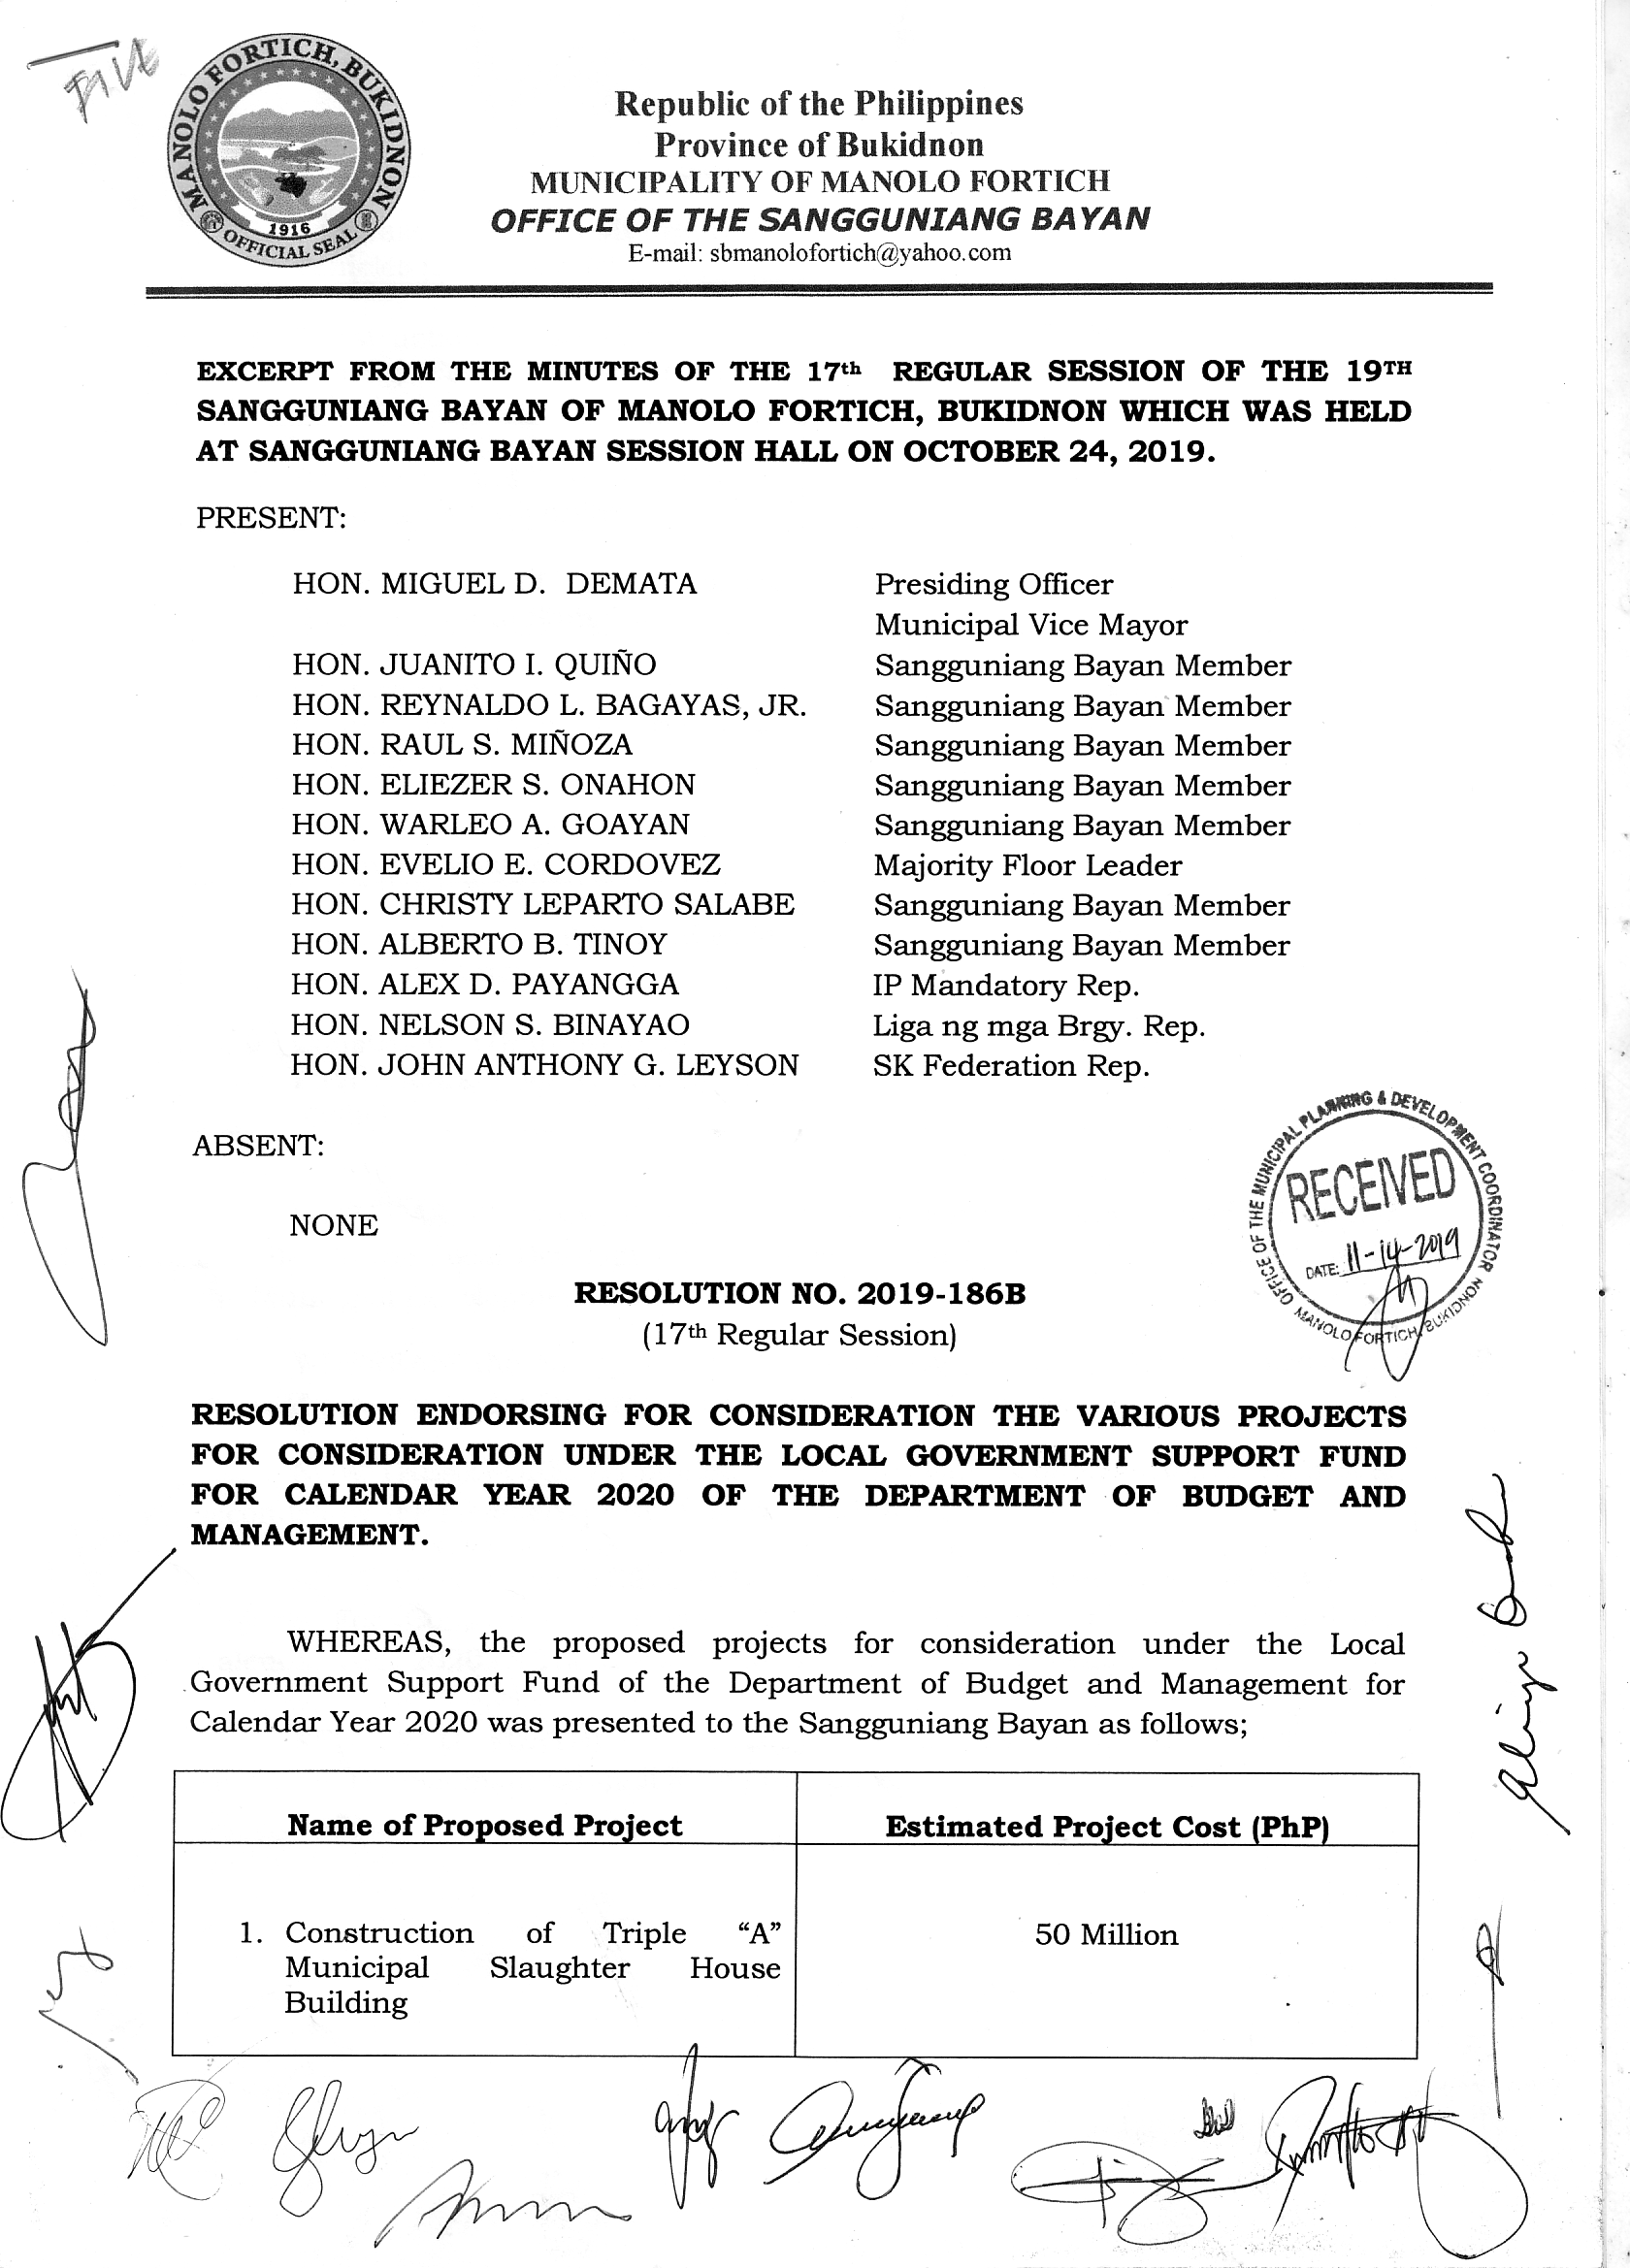 FIVE
MANOLO FORTICH, BUKIDNON
1916
OFFICIAL SEAL
Republic of the Philippines
Province of Bukidnon
MUNICIPALITY OF MANOLO FORTICH
OFFICE OF THE SANGGUNIANG BAYAN
E-mail: sbmanolofortich@yahoo.com
EXCERPT FROM THE MINUTES OF THE 17th REGULAR SESSION OF THE 19TH
SANGGUNIANG BAYAN OF MANOLO FORTICH, BUKIDNON WHICH WAS HELD
AT SANGGUNIANG BAYAN SESSION HALL ON OCTOBER 24, 2019.
PRESENT:
HON. MIGUEL D. DEMATA Presiding Officer
Municipal Vice Mayor
HON. JUANITO I. QUIÑO Sangguniang Bayan Member
HON. REYNALDO L. BAGAYAS, JR. Sangguniang Bayan Member
HON. RAUL S. MIÑOZA Sangguniang Bayan Member
HON. ELIEZER S. ONAHON Sangguniang Bayan Member
HON. WARLEO A. GOAYAN Sangguniang Bayan Member
HON. EVELIO E. CORDOVEZ Majority Floor Leader
HON. CHRISTY LEPARTO SALABE Sangguniang Bayan Member
HON. ALBERTO B. TINOY Sangguniang Bayan Member
HON. ALEX D. PAYANGGA IP Mandatory Rep.
HON. NELSON S. BINAYAO Liga ng mga Brgy. Rep.
HON. JOHN ANTHONY G. LEYSON SK Federation Rep.
ABSENT:
NONE
OFFICE OF THE MUNICIPAL PLANNING & DEVELOPMENT COORDINATOR
RECEIVED
DATE: 11-14-2019
MANOLO FORTICH, BUKIDNON
RESOLUTION NO. 2019-186B
(17th Regular Session)
RESOLUTION ENDORSING FOR CONSIDERATION THE VARIOUS PROJECTS
FOR CONSIDERATION UNDER THE LOCAL GOVERNMENT SUPPORT FUND
FOR CALENDAR YEAR 2020 OF THE DEPARTMENT OF BUDGET AND
MANAGEMENT.
WHEREAS, the proposed projects for consideration under the Local
Government Support Fund of the Department of Budget and Management for
Calendar Year 2020 was presented to the Sangguniang Bayan as follows;
Name of Proposed Project Estimated Project Cost (PhP)
1. Construction of Triple “A” 50 Million
Municipal Slaughter House
Building